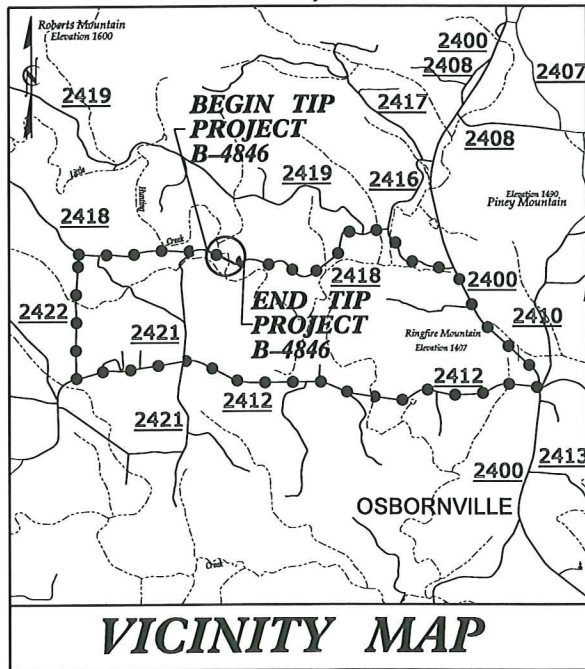 Roberts Mountain
Elevation 1600
2400
2408
2407
2419
2417
BEGIN TIP
PROJECT
B-4846
2408
2419
2416
Little
Hunting
Creek
Elevation 1490
Piney Mountain
2418
2418
2400
END TIP
PROJECT
B-4846
2422
2421
2410
Ringfire Mountain
Elevation 1407
2412
2412
2421
2400
2413
OSBORNVILLE
Creek
VICINITY MAP